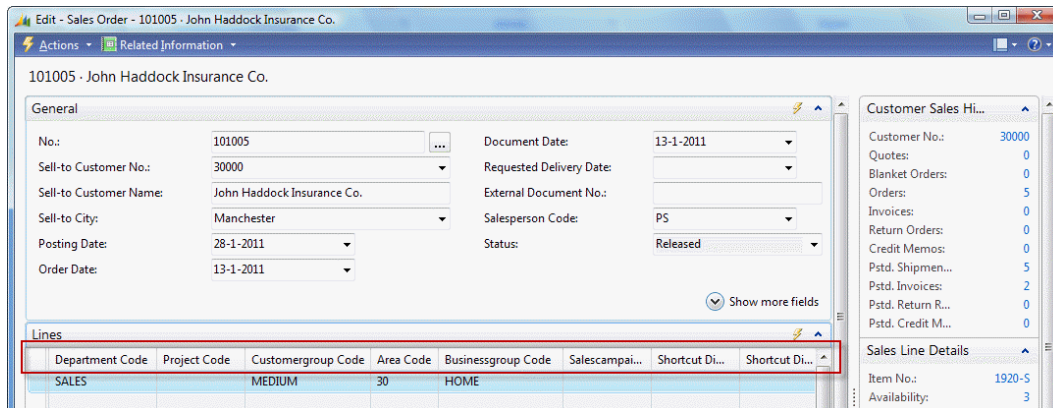 Edit - Sales Order - 101005 · John Haddock Insurance Co.
Actions Related Information
101005 · John Haddock Insurance Co.
General
No.: 101005 ... Document Date: 13-1-2011
Sell-to Customer No.: 30000 Requested Delivery Date:
Sell-to Customer Name: John Haddock Insurance Co. External Document No.:
Sell-to City: Manchester Salesperson Code: PS
Posting Date: 28-1-2011 Status: Released
Order Date: 13-1-2011
Show more fields
Lines
Department Code Project Code Customergroup Code Area Code Businessgroup Code Salescampai... Shortcut Di... Shortcut Di...
SALES MEDIUM 30 HOME
Customer Sales Hi...
Customer No.: 30000
Quotes: 0
Blanket Orders: 0
Orders: 5
Invoices: 0
Return Orders: 0
Credit Memos: 0
Pstd. Shipmen... 5
Pstd. Invoices: 2
Pstd. Return R... 0
Pstd. Credit M... 0
Sales Line Details
Item No.: 1920-S
Availability: 3